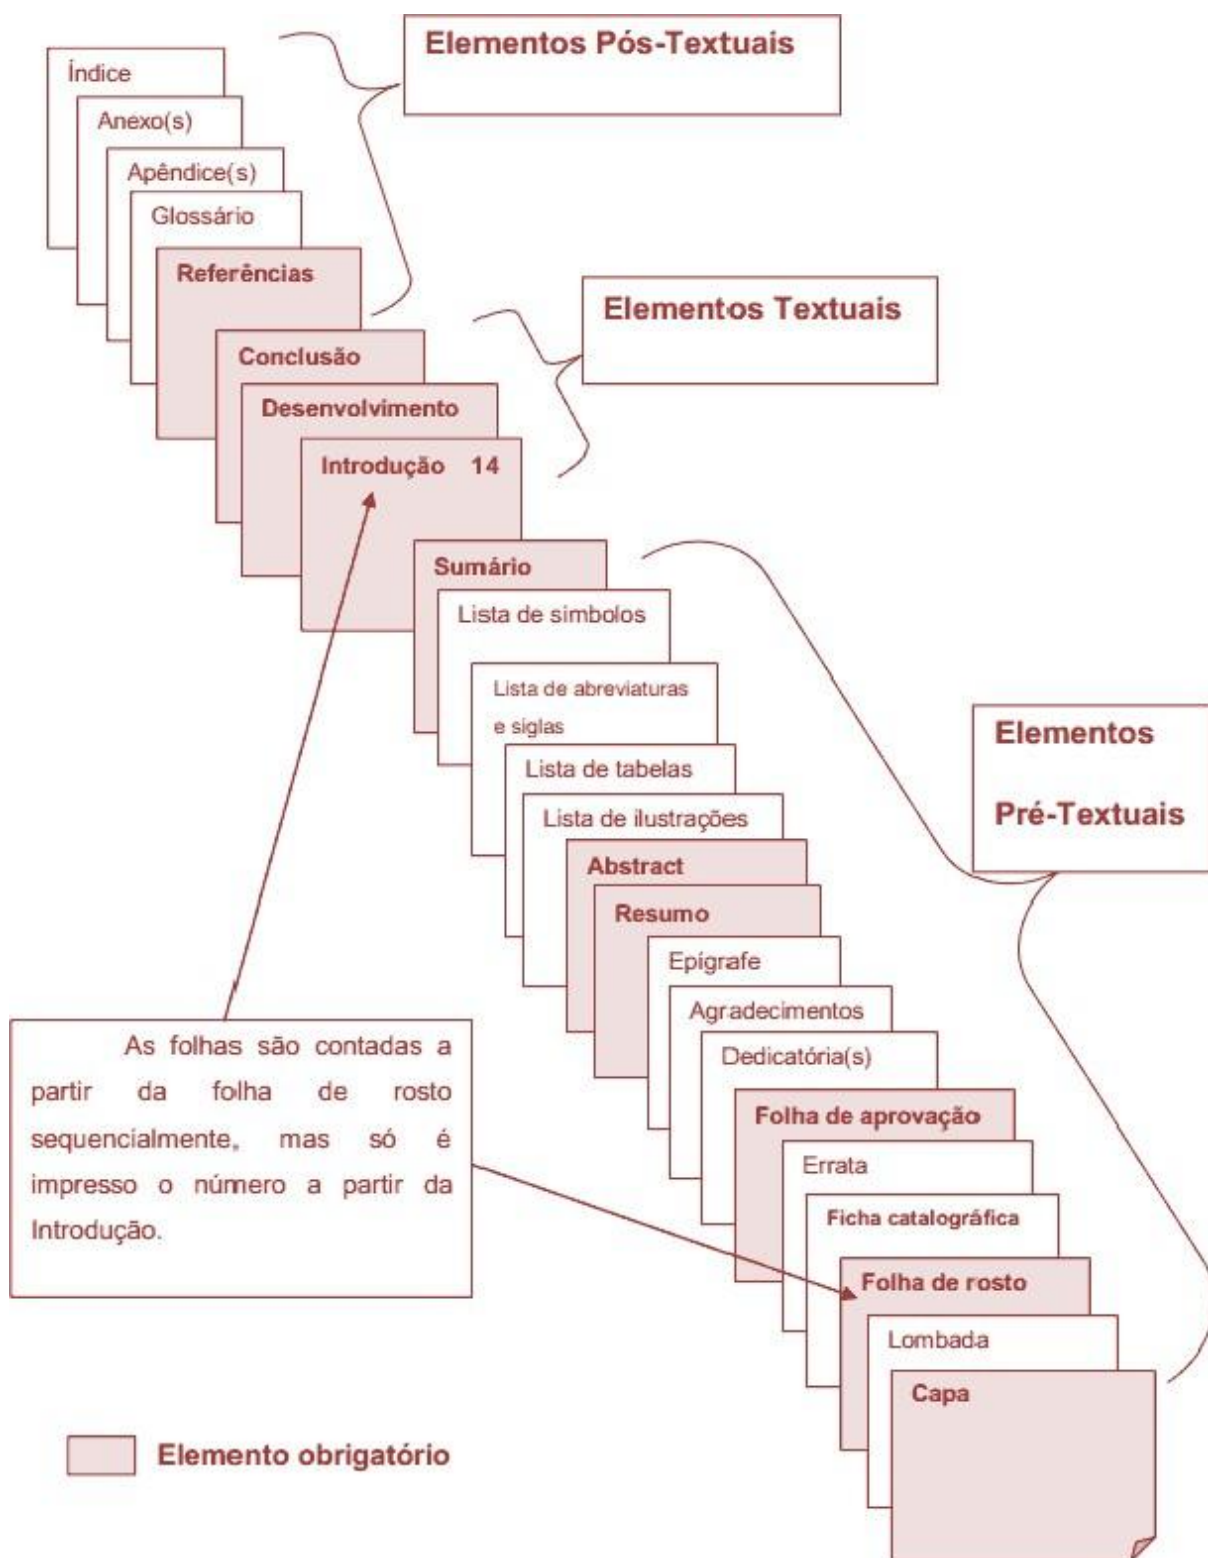 Elementos Pós-Textuais
Índice
Anexo(s)
Apêndice(s)
Glossário
Referências
Elementos Textuais
Conclusão
Desenvolvimento
Introdução 14
Sumário
Lista de simbolos
Lista de abreviaturas
e siglas
Elementos
Pré-Textuais
Lista de tabelas
Lista de ilustrações
Abstract
Resumo
Epígrafe
Agradecimentos
Dedicatória(s)
As folhas são contadas a
partir da folha de rosto
sequencialmente, mas só é
impresso o número a partir da
Introdução.
Folha de aprovação
Errata
Ficha catalográfica
Folha de rosto
Lombada
Capa
Elemento obrigatório